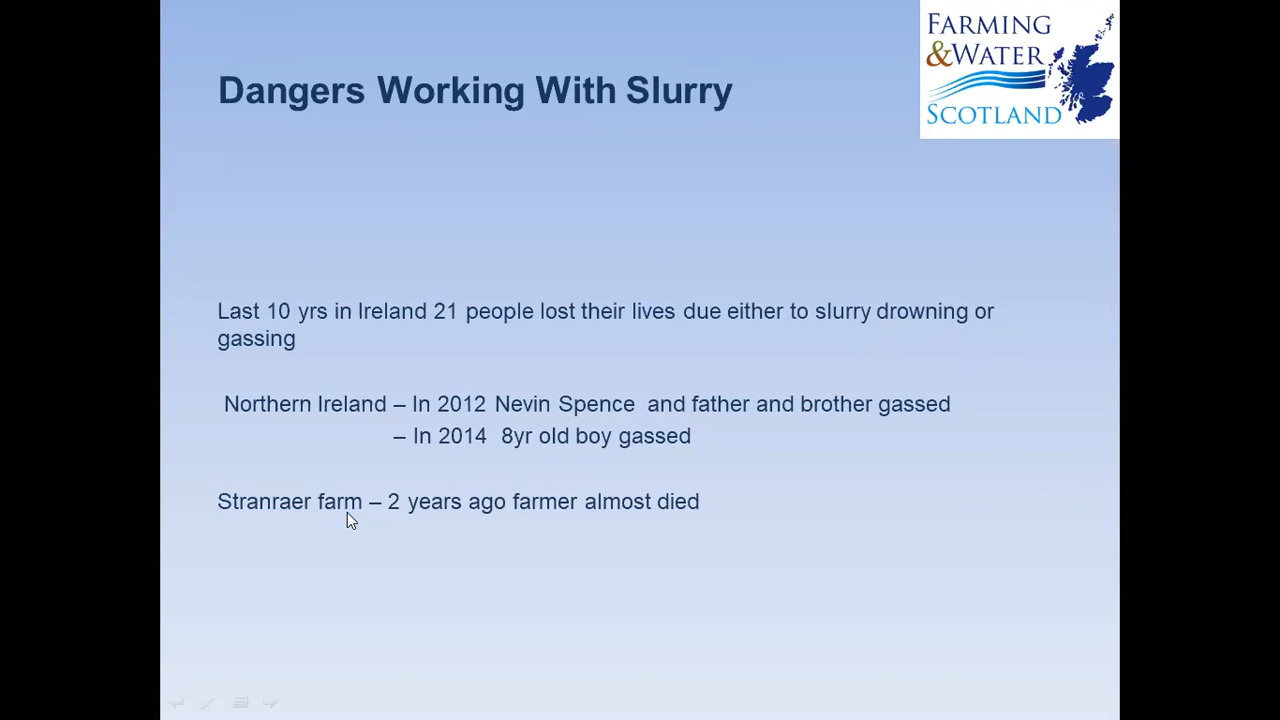 FARMING
&WATER
SCOTLAND
Dangers Working With Slurry
Last 10 yrs in Ireland 21 people lost their lives due either to slurry drowning or
gassing
Northern Ireland – In 2012 Nevin Spence and father and brother gassed
– In 2014 8yr old boy gassed
Stranraer farm – 2 years ago farmer almost died